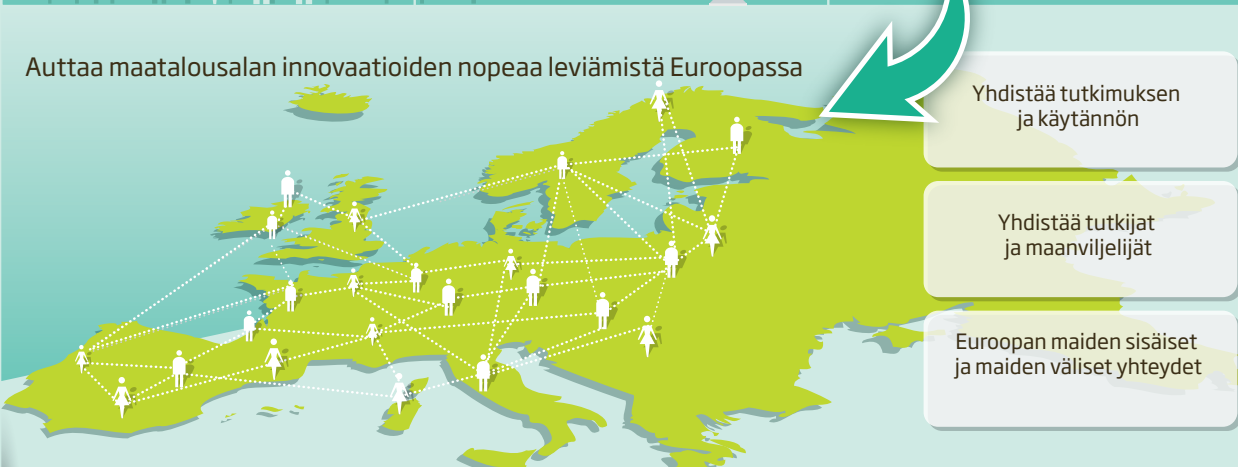 Auttaa maatalousalan innovaatioiden nopeaa leviämistä Euroopassa
Yhdistää tutkimuksen
ja käytännön
Yhdistää tutkijat
ja maanviljelijät
Euroopan maiden sisäiset
ja maiden väliset yhteydet